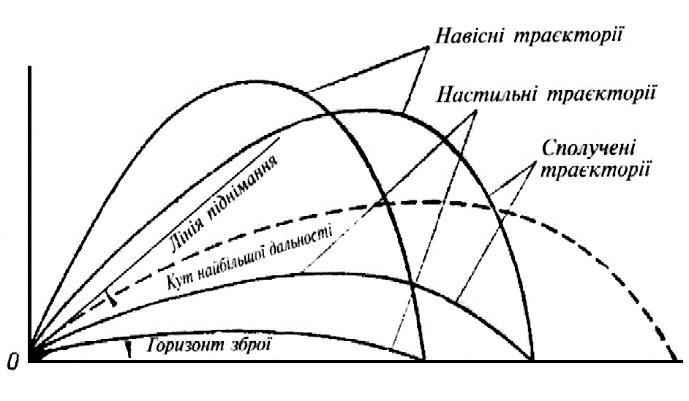 Навісні траєкторії
Настильні траєкторії
Сполучені
траєкторії
Лінія піднімання
Кут найбільшої дальності
Горизонт зброї
0